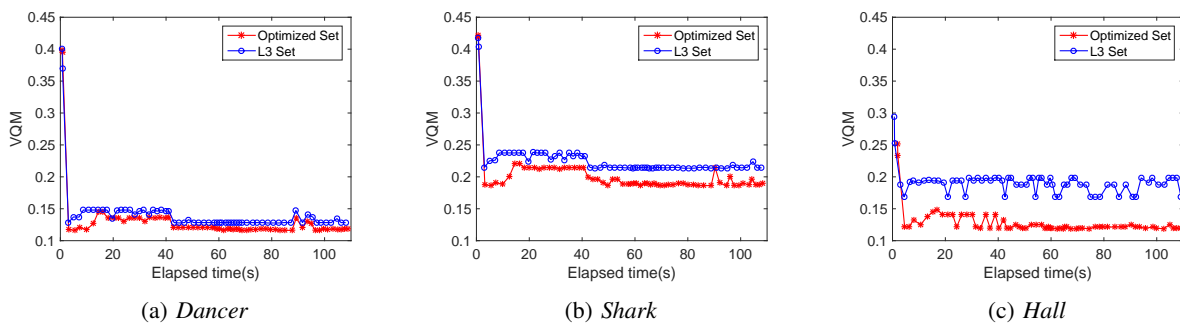 0.45
0.4
0.35
0.3
0.25
0.2
0.15
0.1
VQM
0 20 40 60 80 100
Elapsed time(s)
Optimized Set
L3 Set
(a) Dancer
0.45
0.4
0.35
0.3
0.25
0.2
0.15
0.1
VQM
0 20 40 60 80 100
Elapsed time(s)
Optimized Set
L3 Set
(b) Shark
0.45
0.4
0.35
0.3
0.25
0.2
0.15
0.1
VQM
0 20 40 60 80 100
Elapsed time(s)
Optimized Set
L3 Set
(c) Hall